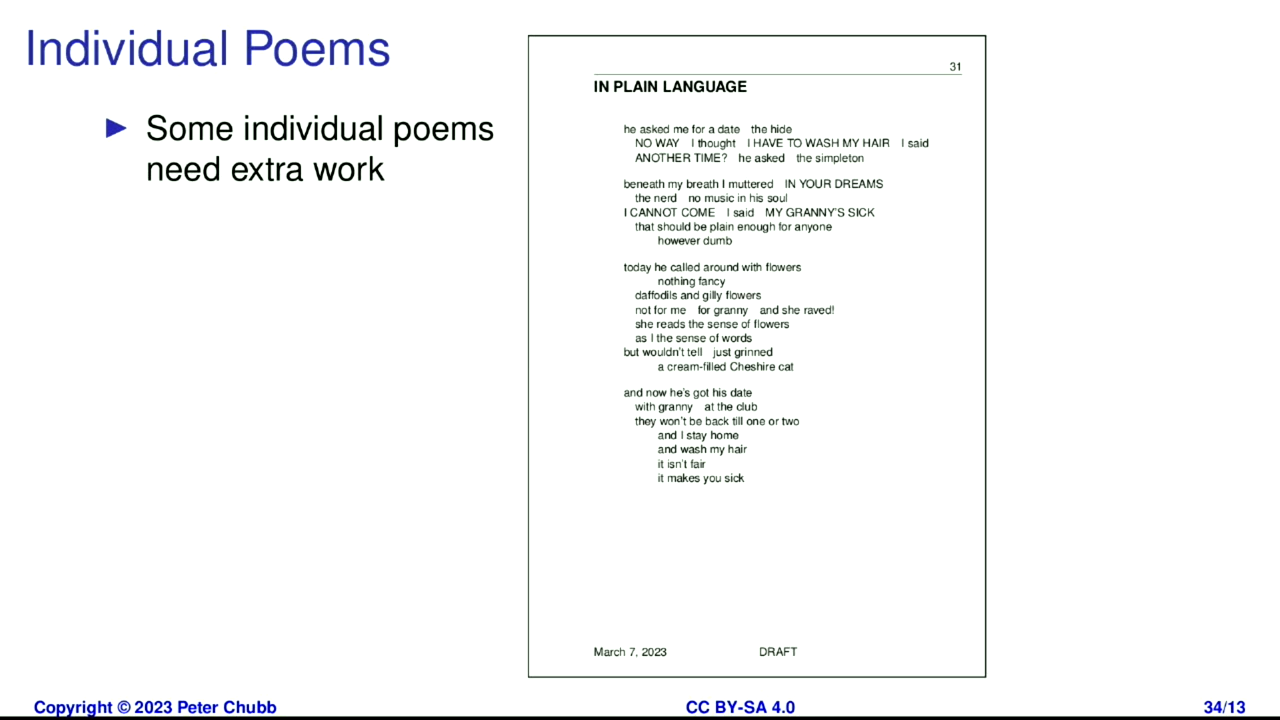 Individual Poems
▶ Some individual poems
need extra work
31
IN PLAIN LANGUAGE
he asked me for a date   the hide
NO WAY   I thought   I HAVE TO WASH MY HAIR   I said
ANOTHER TIME?   he asked   the simpleton
beneath my breath I muttered   IN YOUR DREAMS
the nerd   no music in his soul
I CANNOT COME   I said   MY GRANNY'S SICK
that should be plain enough for anyone
however dumb
today he called around with flowers
nothing fancy
daffodils and gilly flowers
not for me   for granny   and she raved!
she reads the sense of flowers
as I the sense of words
but wouldn't tell   just grinned
a cream-filled Cheshire cat
and now he's got his date
with granny   at the club
they won't be back till one or two
and I stay home
and wash my hair
it isn't fair
it makes you sick
March 7, 2023   DRAFT
Copyright © 2023 Peter Chubb   CC BY-SA 4.0   34/13